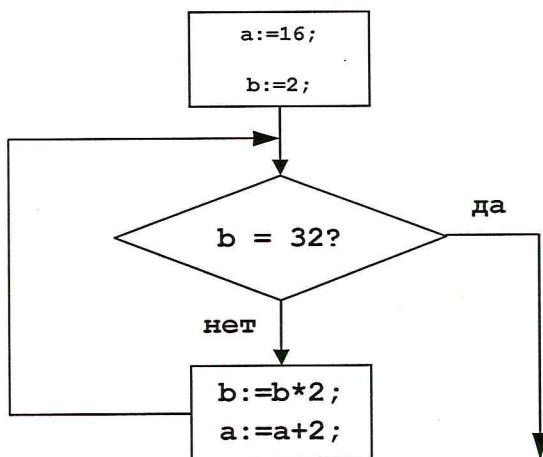 a:=16;
b:=2;
b = 32?
да
нет
b:=b*2;
a:=a+2;